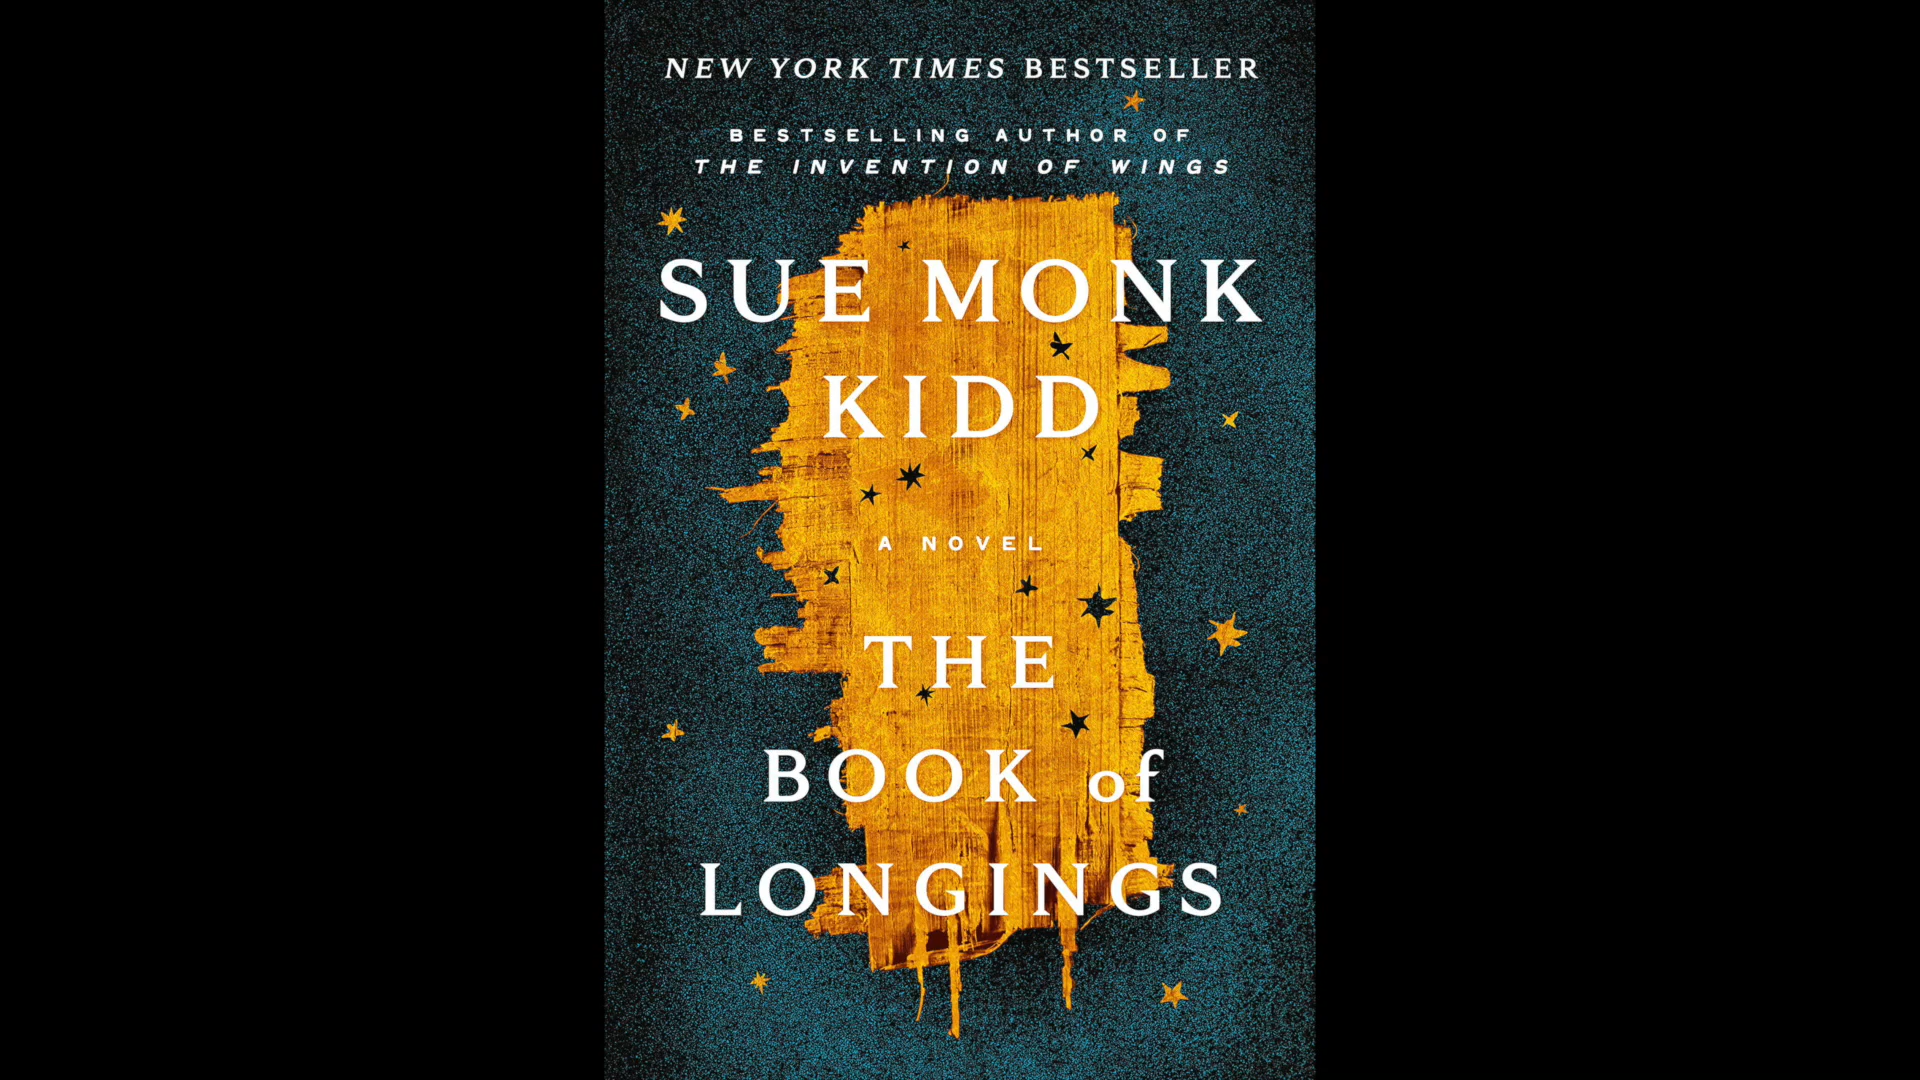 NEW YORK TIMES BESTSELLER
BESTSELLING AUTHOR OF
THE INVENTION OF WINGS
SUE MONK
KIDD
A NOVEL
THE
BOOK of
LONGINGS